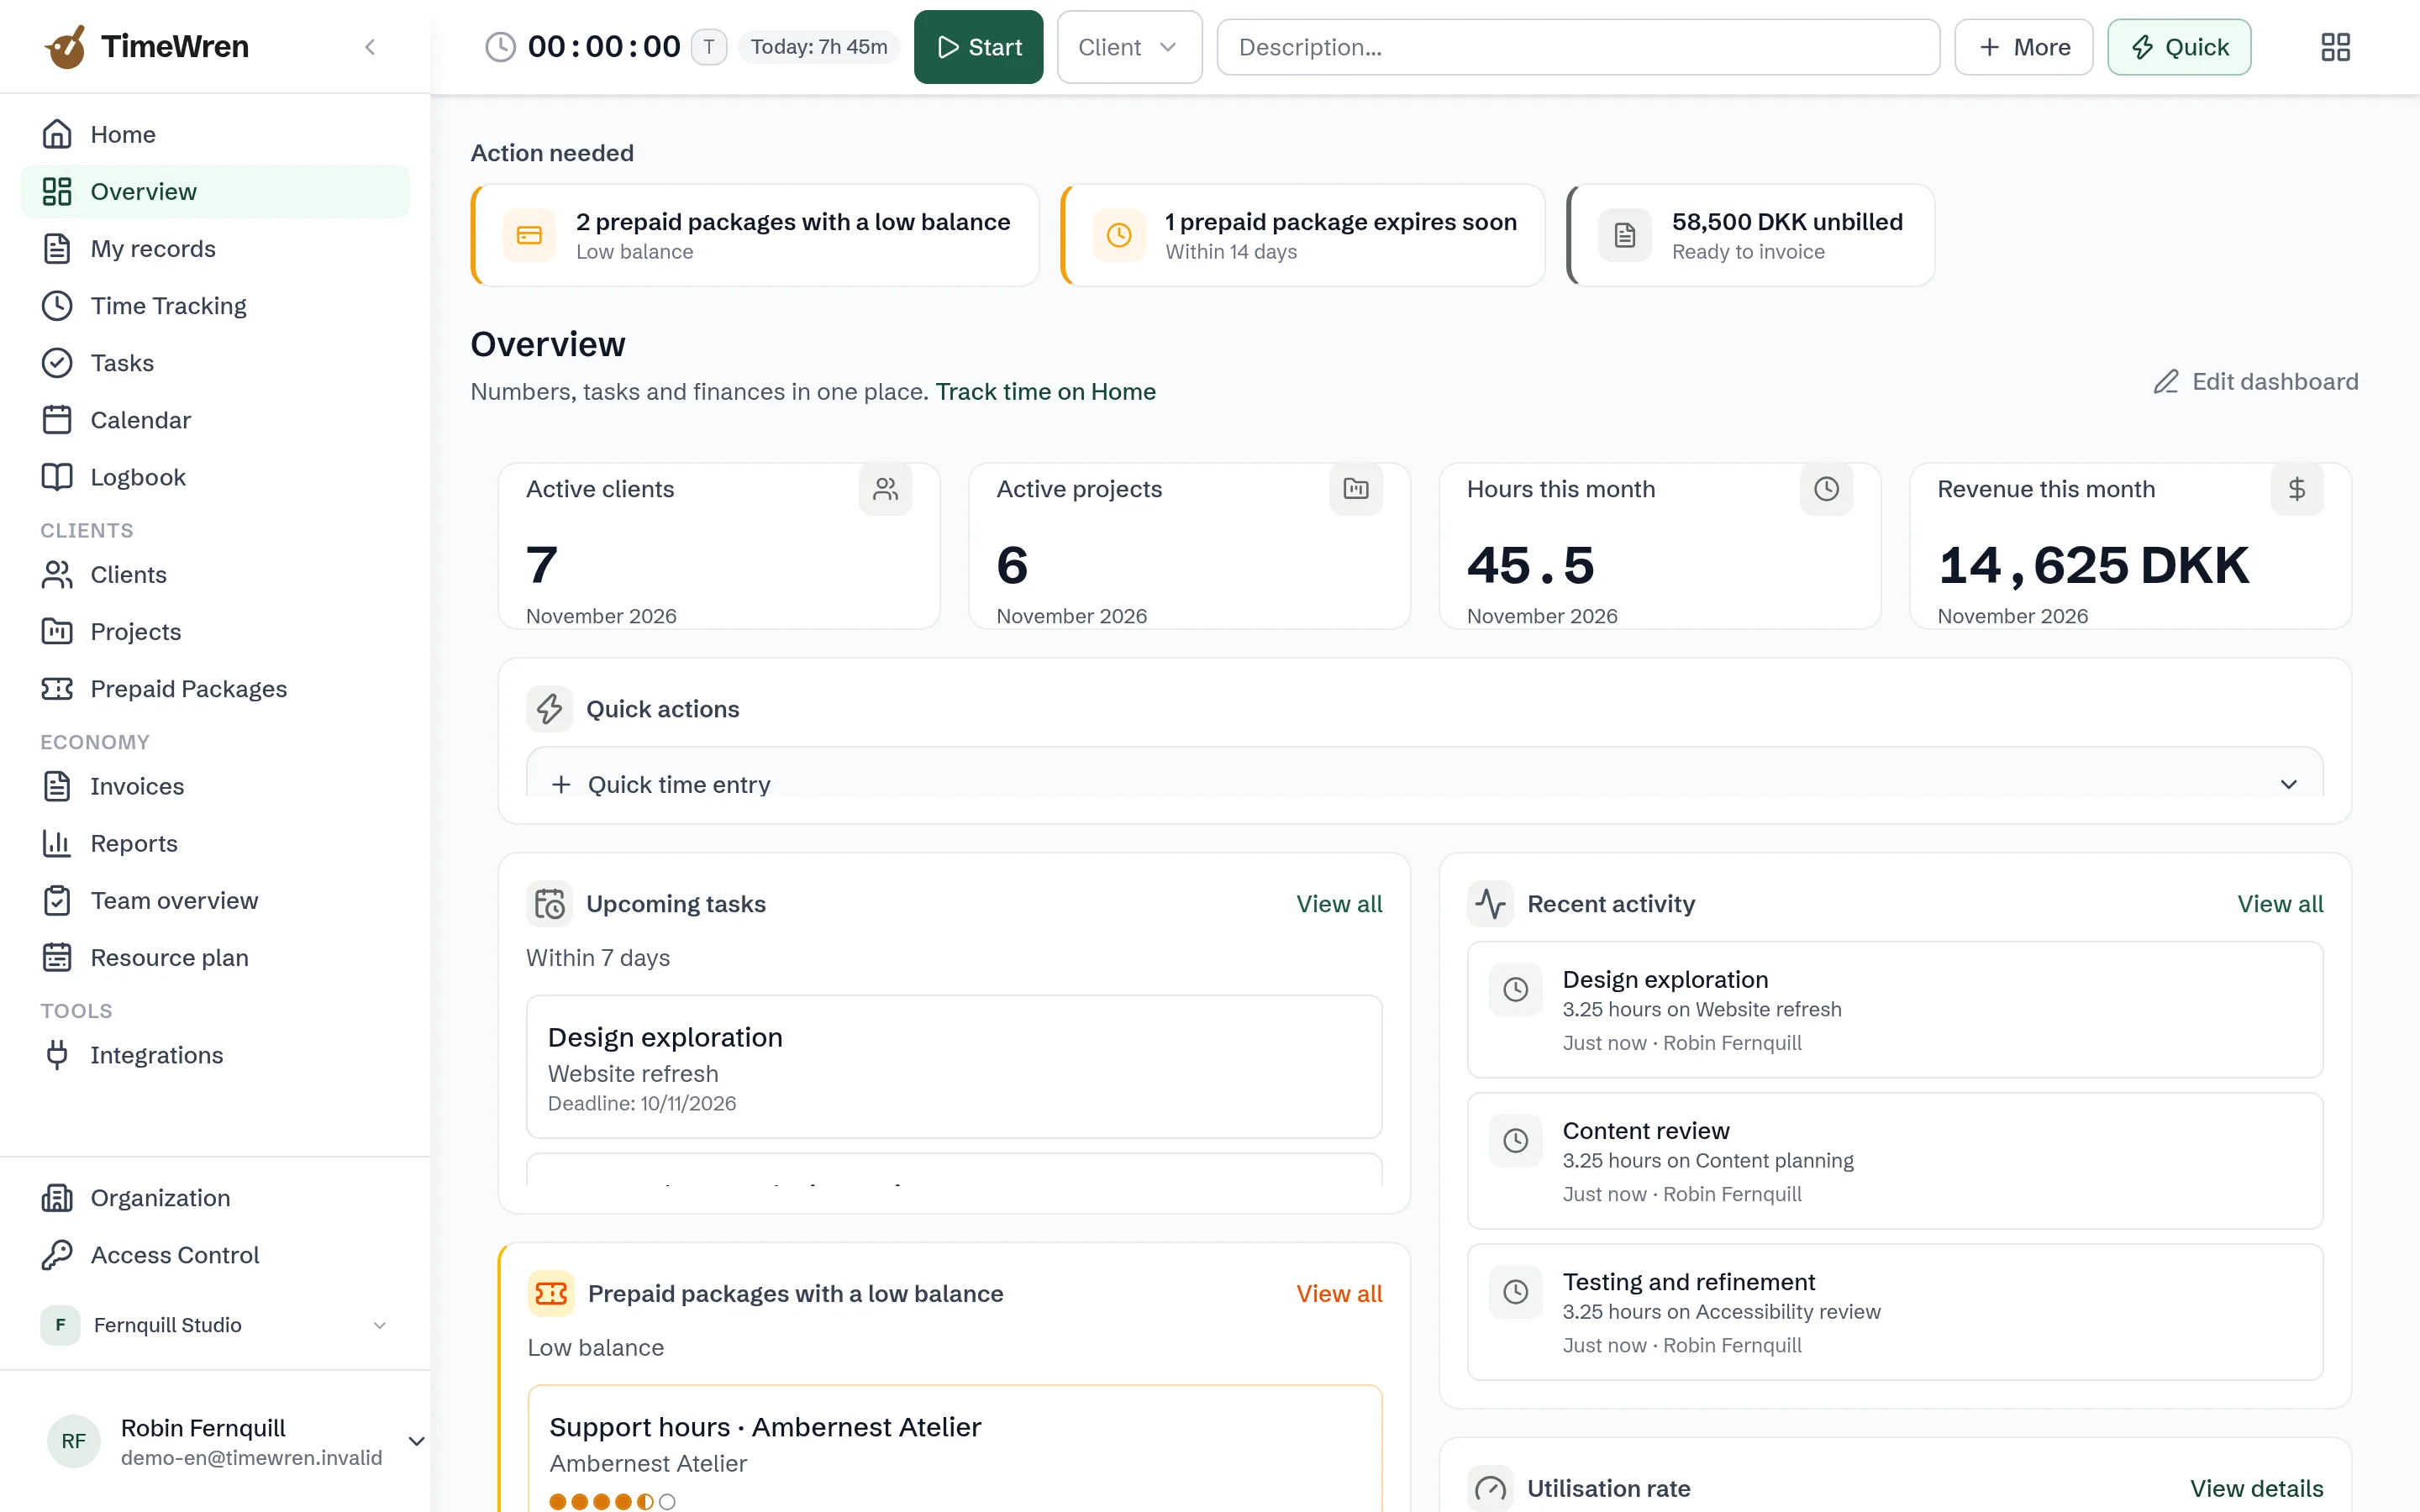 TimeWren
00:00:00 T Today: 7h 45m Start Client Description... More Quick
Home
Overview
My records
Time Tracking
Tasks
Calendar
Logbook
CLIENTS
Clients
Projects
Prepaid Packages
ECONOMY
Invoices
Reports
Team overview
Resource plan
TOOLS
Integrations
Organization
Access Control
F Fernquill Studio
RF
Robin Fernquill
demo-en@timewren.invalid
Action needed
2 prepaid packages with a low balance
Low balance
1 prepaid package expires soon
Within 14 days
58,500 DKK unbilled
Ready to invoice
Overview
Numbers, tasks and finances in one place. Track time on Home
Edit dashboard
Active clients
7
November 2026
Active projects
6
November 2026
Hours this month
45.5
November 2026
Revenue this month
14,625 DKK
November 2026
Quick actions
Quick time entry
Upcoming tasks View all
Within 7 days
Design exploration
Website refresh
Deadline: 10/11/2026
Prepaid packages with a low balance View all
Low balance
Support hours · Ambernest Atelier
Ambernest Atelier
Recent activity View all
Design exploration
3.25 hours on Website refresh
Just now · Robin Fernquill
Content review
3.25 hours on Content planning
Just now · Robin Fernquill
Testing and refinement
3.25 hours on Accessibility review
Just now · Robin Fernquill
Utilisation rate View details